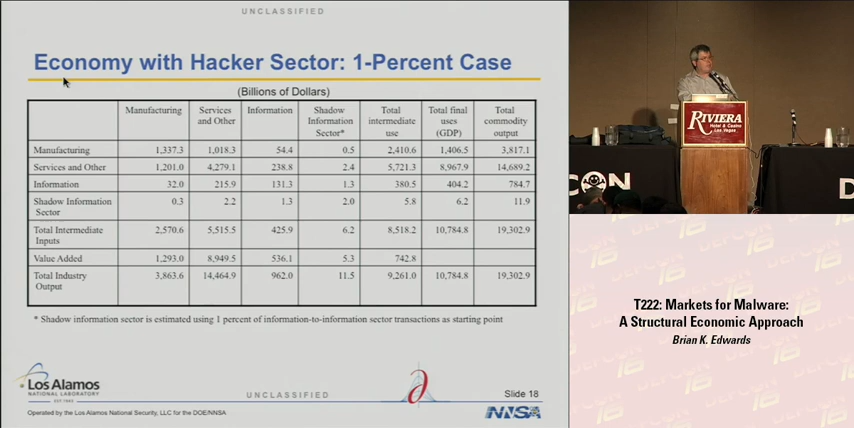 UNCLASSIFIED
Economy with Hacker Sector: 1-Percent Case
(Billions of Dollars)
Manufacturing Services and Other Information Shadow Information Sector* Total intermediate use Total final uses (GDP) Total commodity output
Manufacturing 1,337.3 1,018.3 54.4 0.5 2,410.6 1,406.5 3,817.1
Services and Other 1,201.0 4,279.1 238.8 2.4 5,721.3 8,967.9 14,689.2
Information 32.0 215.9 131.3 1.3 380.5 404.2 784.7
Shadow Information Sector 0.3 2.2 1.3 2.0 5.8 6.2 11.9
Total Intermediate Inputs 2,570.6 5,515.5 425.9 6.2 8,518.2 10,784.8 19,302.9
Value Added 1,293.0 8,949.5 536.1 5.3 742.8
Total Industry Output 3,863.6 14,464.9 962.0 11.5 9,261.0 10,784.8 19,302.9
* Shadow information sector is estimated using 1 percent of information-to-information sector transactions as starting point
Los Alamos
NATIONAL LABORATORY
EST. 1943
UNCLASSIFIED
Slide 18
Operated by the Los Alamos National Security, LLC for the DOE/NNSA
NNSA
RIVIERA
Hotel & Casino
Las Vegas
CON
D
T222: Markets for Malware:
A Structural Economic Approach
Brian K. Edwards